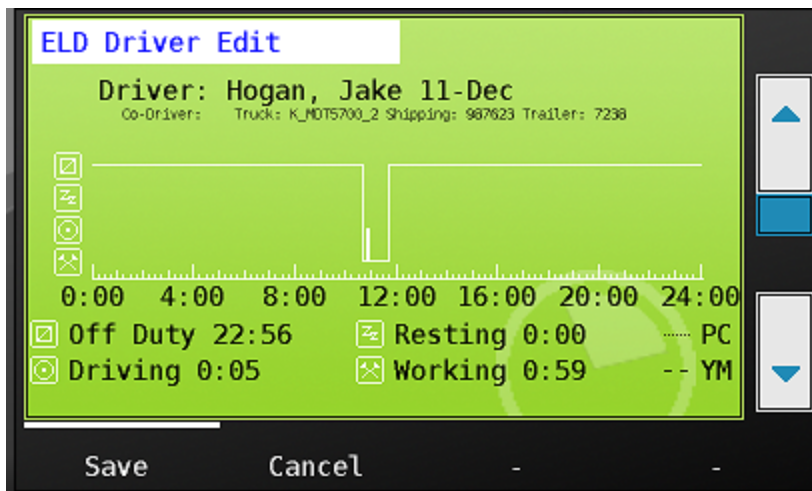 ELD Driver Edit
Driver: Hogan, Jake 11-Dec
Co-Driver: Truck: K_MDT5700_2 Shipping: 987623 Trailer: 7238
0:00 4:00 8:00 12:00 16:00 20:00 24:00
Off Duty 22:56 Resting 0:00 PC
Driving 0:05 Working 0:59 -- YM
Save Cancel - -